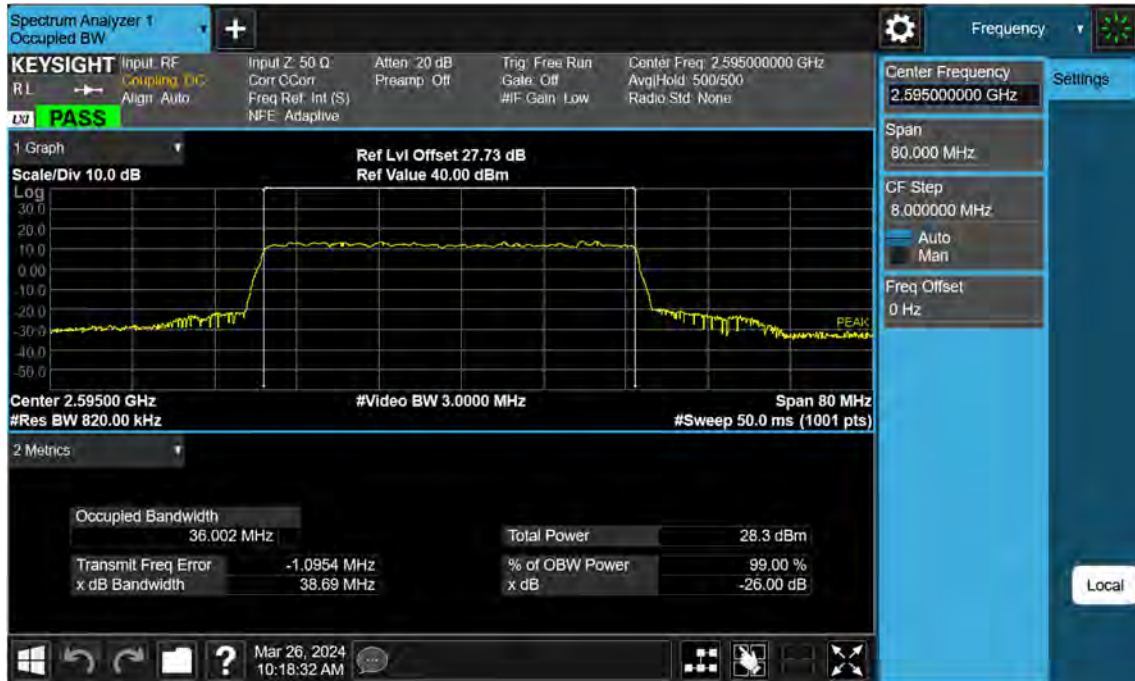 Spectrum Analyzer 1
Occupied BW
Frequency
KEYSIGHT
R L
LXI
PASS
Input: RF
Coupling: DC
Align: Auto
Input Z: 50 Ω
Corr CCorr
Freq Ref: Int (S)
NFE: Adaptive
Atten: 20 dB
Preamp: Off
Trig: Free Run
Gate: Off
#IF Gain: Low
Center Freq: 2.595000000 GHz
Avg|Hold: 500/500
Radio Std: None
Center Frequency
2.595000000 GHz
Settings
Span
80.000 MHz
CF Step
8.000000 MHz
Auto
Man
Freq Offset
0 Hz
1 Graph
Ref Lvl Offset 27.73 dB
Scale/Div 10.0 dB
Ref Value 40.00 dBm
Log
30.0
20.0
10.0
0.00
-10.0
-20.0
-30.0
-40.0
-50.0
PEAK
Center 2.59500 GHz
#Video BW 3.0000 MHz
Span 80 MHz
#Res BW 820.00 kHz
#Sweep 50.0 ms (1001 pts)
2 Metrics
Occupied Bandwidth
36.002 MHz
Total Power
28.3 dBm
Transmit Freq Error
-1.0954 MHz
% of OBW Power
99.00 %
x dB Bandwidth
38.69 MHz
x dB
-26.00 dB
Local
?
Mar 26, 2024
10:18:32 AM